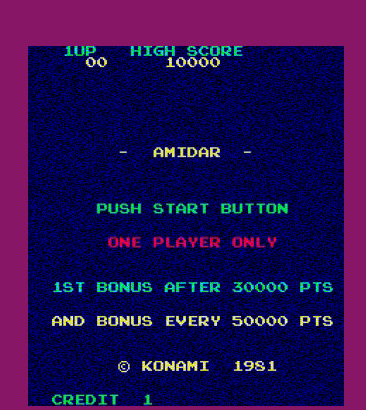 1UP HIGH SCORE
00 10000
- AMIDAR -
PUSH START BUTTON
ONE PLAYER ONLY
1ST BONUS AFTER 30000 PTS
AND BONUS EVERY 50000 PTS
© KONAMI 1981
CREDIT 1